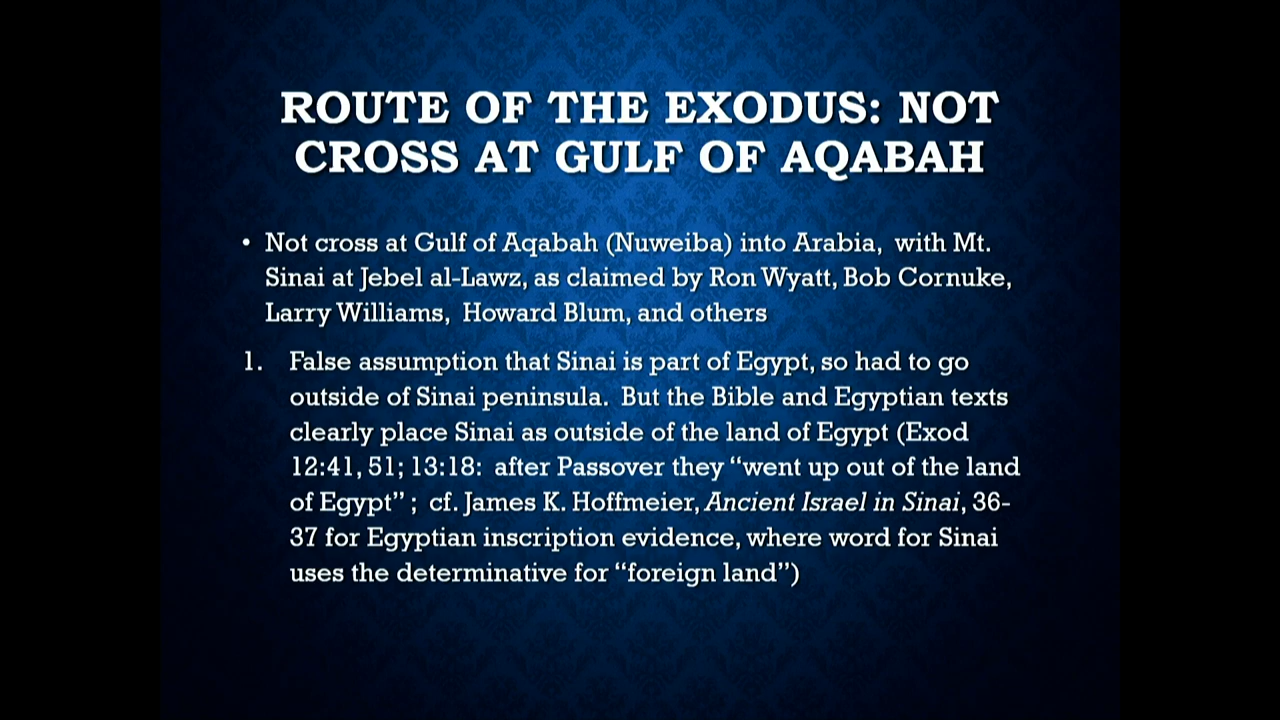 ROUTE OF THE EXODUS: NOT
CROSS AT GULF OF AQABAH
• Not cross at Gulf of Aqabah (Nuweiba) into Arabia,  with Mt.
Sinai at Jebel al-Lawz, as claimed by Ron Wyatt, Bob Cornuke,
Larry Williams,  Howard Blum, and others
1. False assumption that Sinai is part of Egypt, so had to go
outside of Sinai peninsula.  But the Bible and Egyptian texts
clearly place Sinai as outside of the land of Egypt (Exod
12:41, 51; 13:18:  after Passover they “went up out of the land
of Egypt” ;  cf. James K. Hoffmeier, Ancient Israel in Sinai, 36-
37 for Egyptian inscription evidence, where word for Sinai
uses the determinative for “foreign land”)